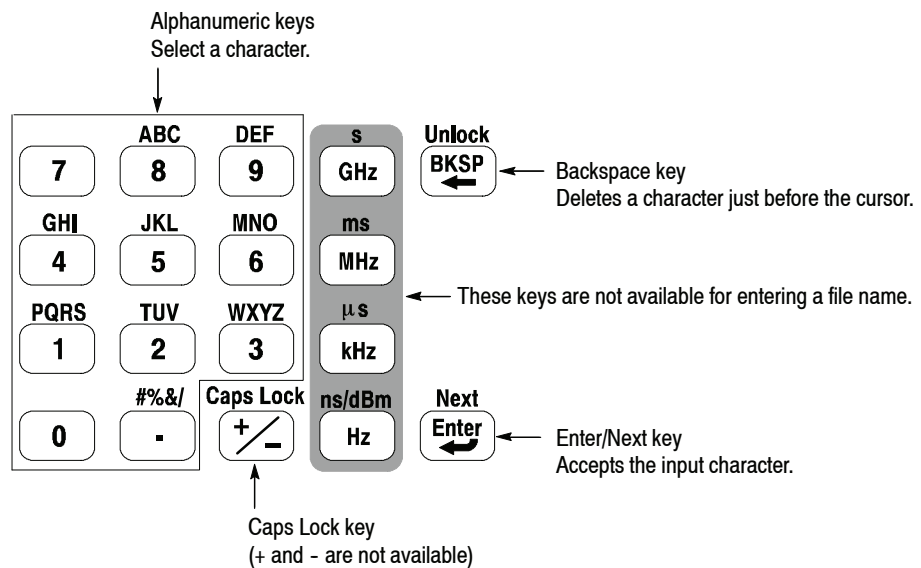 Alphanumeric keys
Select a character.
ABC DEF s Unlock
7 8 9 GHz BKSP
Backspace key
Deletes a character just before the cursor.
GHI JKL MNO ms
4 5 6 MHz
These keys are not available for entering a file name.
PQRS TUV WXYZ μs
1 2 3 kHz
#%&/ Caps Lock ns/dBm Next
0 . +/- Hz Enter
Enter/Next key
Accepts the input character.
Caps Lock key
(+ and - are not available)